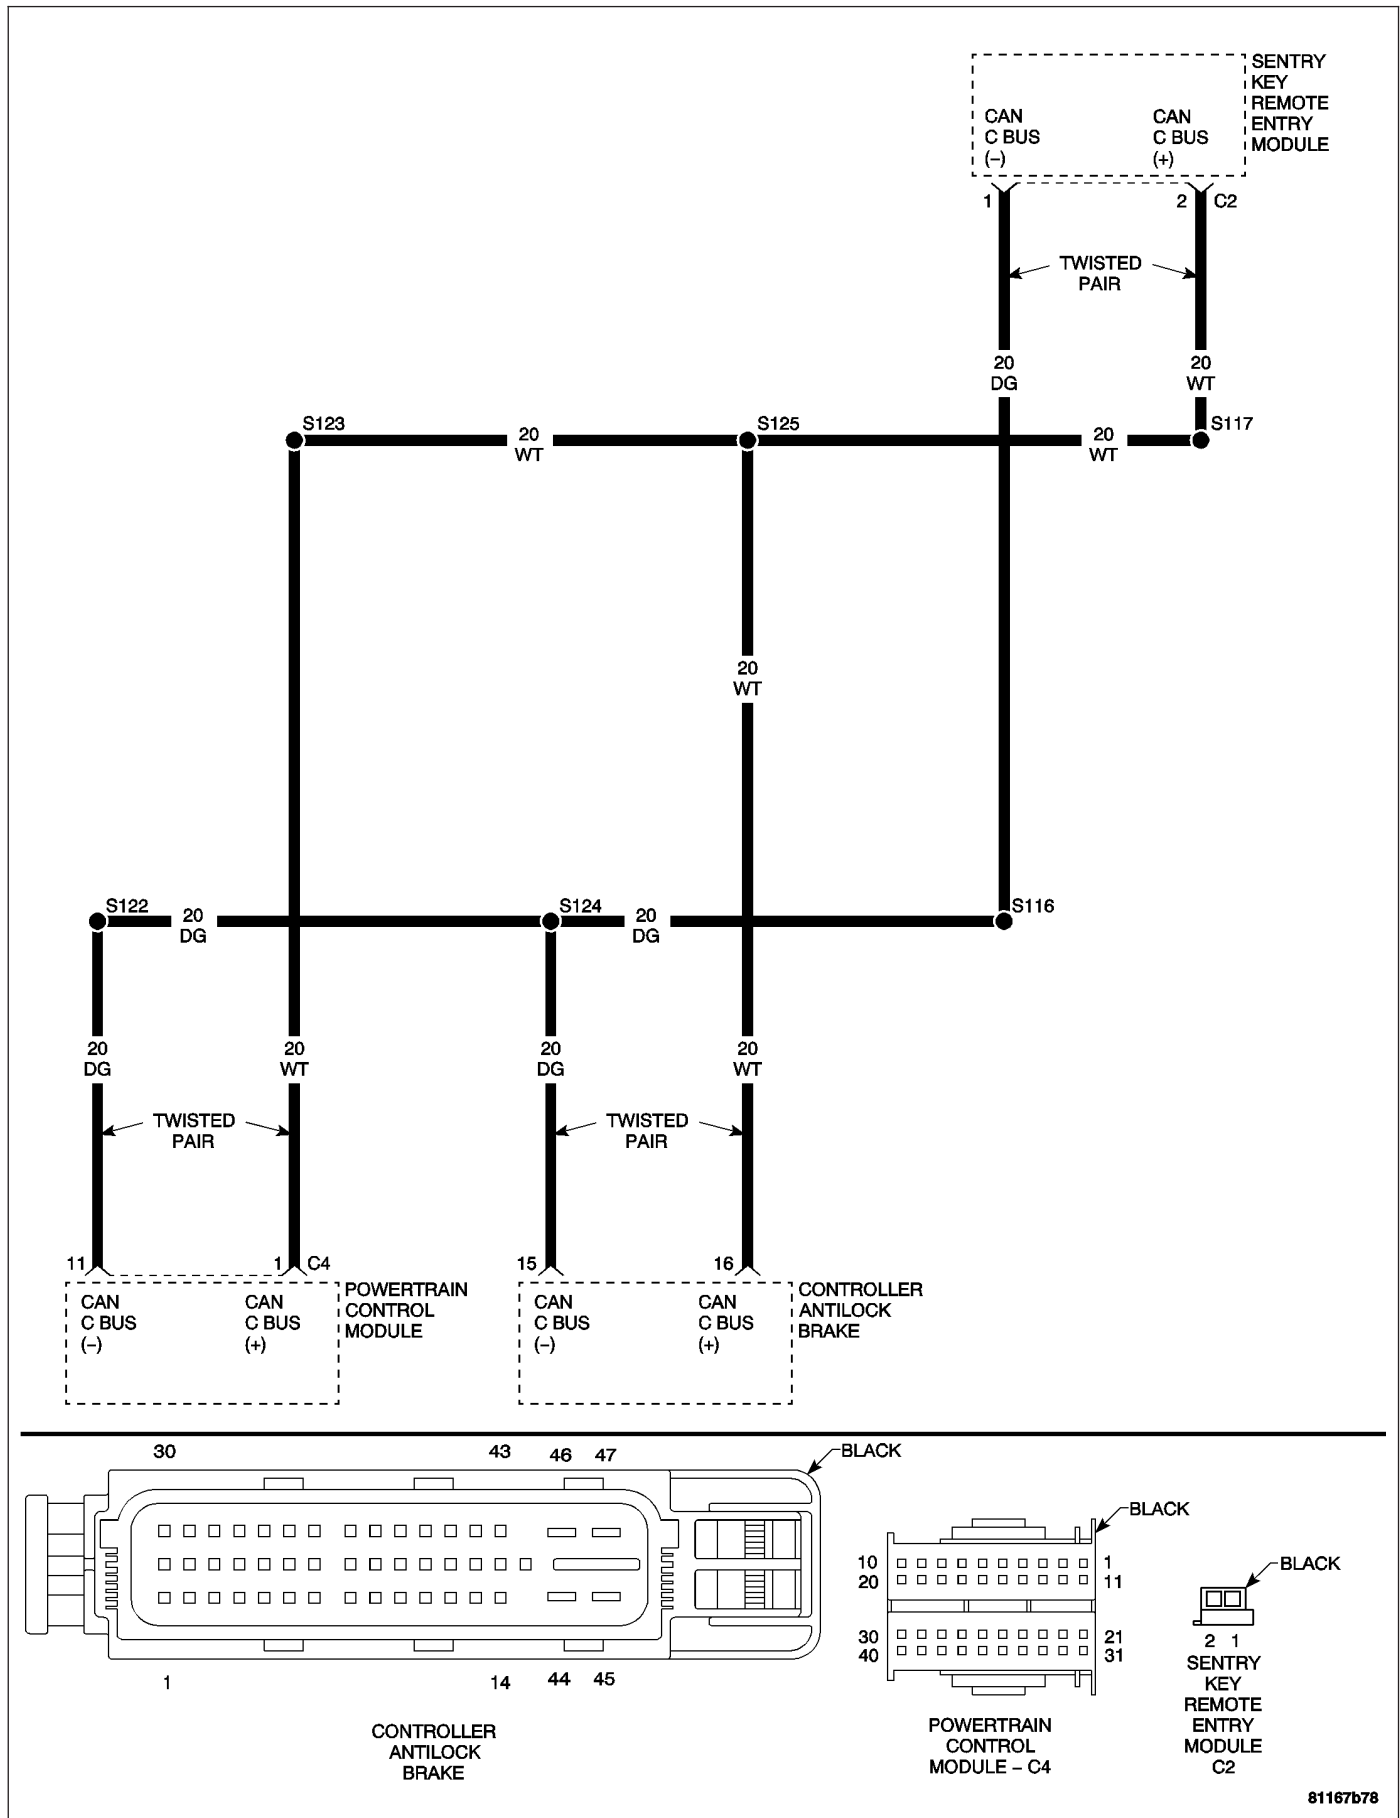 SENTRY
KEY
REMOTE
ENTRY
MODULE
CAN
C BUS
(–)
CAN
C BUS
(+)
1
2
C2
TWISTED
PAIR
20
DG
20
WT
S123
20
WT
S125
20
WT
S117
20
WT
S122
20
DG
S124
20
DG
S116
20
DG
20
WT
20
DG
20
WT
TWISTED
PAIR
TWISTED
PAIR
11
1
C4
15
16
CAN
C BUS
(–)
CAN
C BUS
(+)
POWERTRAIN
CONTROL
MODULE
CAN
C BUS
(–)
CAN
C BUS
(+)
CONTROLLER
ANTILOCK
BRAKE
30
43
46
47
BLACK
1
14
44
45
CONTROLLER
ANTILOCK
BRAKE
BLACK
10
1
20
11
30
21
40
31
POWERTRAIN
CONTROL
MODULE – C4
BLACK
2 1
SENTRY
KEY
REMOTE
ENTRY
MODULE
C2
81167b78